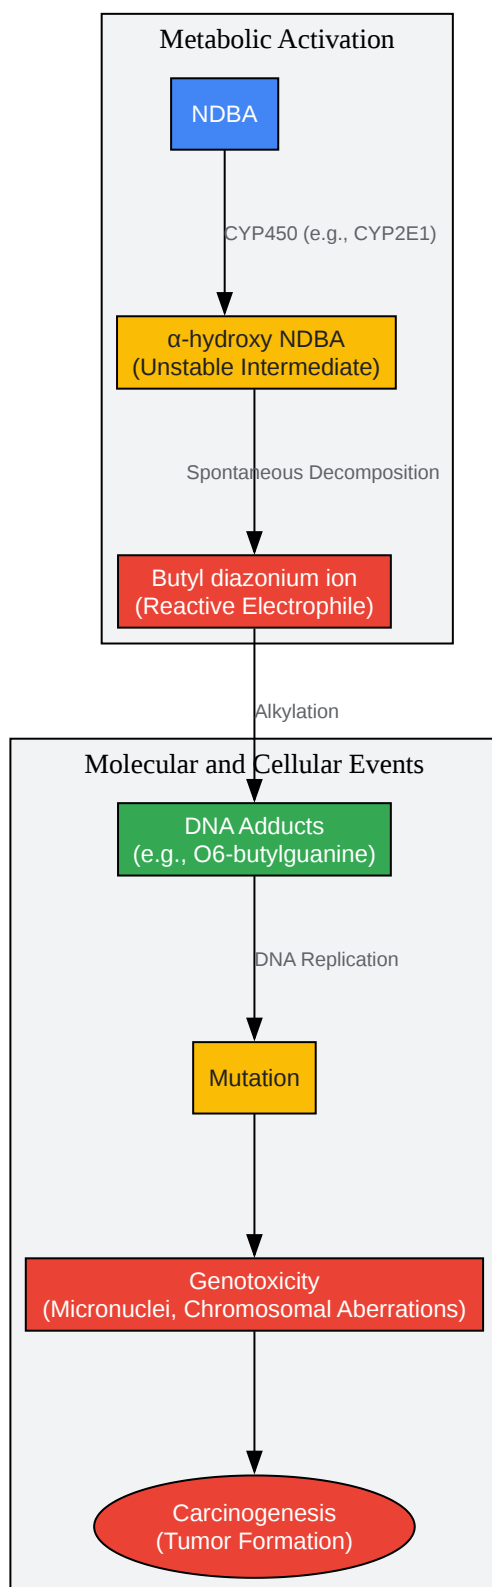 Metabolic Activation
NDBA
CYP450 (e.g., CYP2E1)
α-hydroxy NDBA
(Unstable Intermediate)
Spontaneous Decomposition
Butyl diazonium ion
(Reactive Electrophile)
Alkylation
Molecular and Cellular Events
DNA Adducts
(e.g., O6-butylguanine)
DNA Replication
Mutation
Genotoxicity
(Micronuclei, Chromosomal Aberrations)
Carcinogenesis
(Tumor Formation)